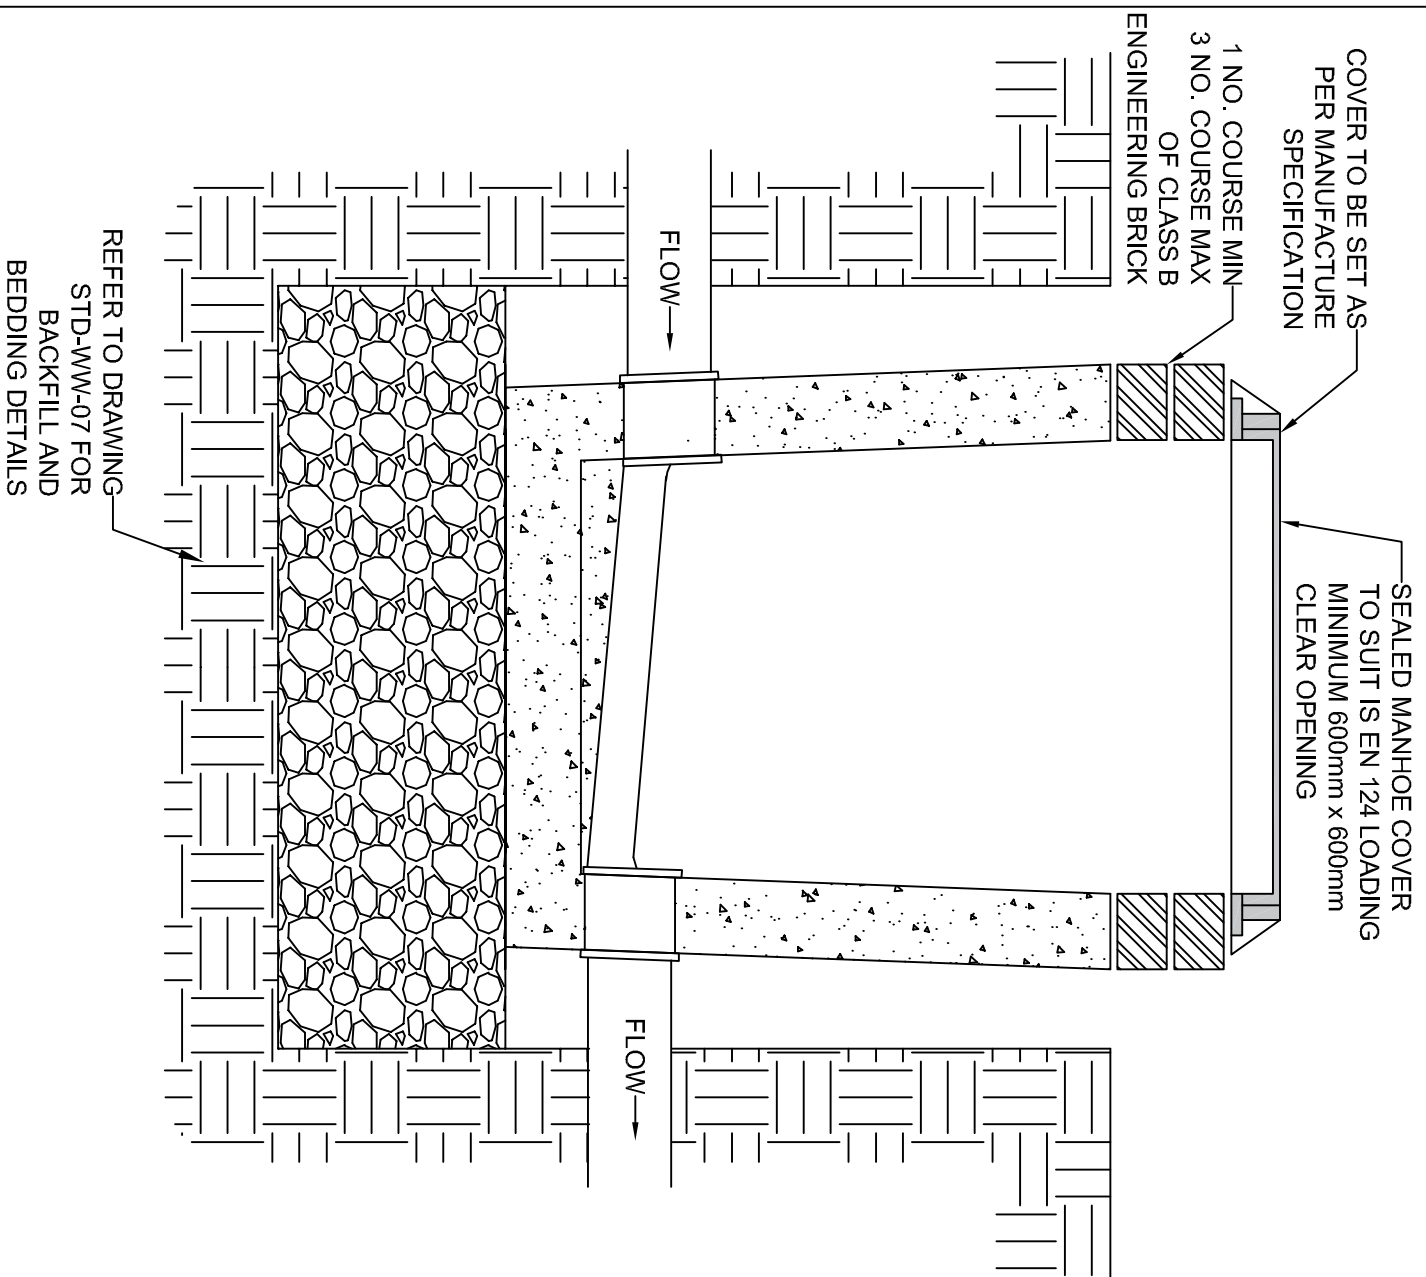 COVER TO BE SET AS
PER MANUFACTURE
SPECIFICATION
1 NO. COURSE MIN
3 NO. COURSE MAX
OF CLASS B
ENGINEERING BRICK
SEALED MANHOE COVER
TO SUIT IS EN 124 LOADING
MINIMUM 600mm x 600mm
CLEAR OPENING
FLOW
FLOW
REFER TO DRAWING
STD-WW-07 FOR
BACKFILL AND
BEDDING DETAILS